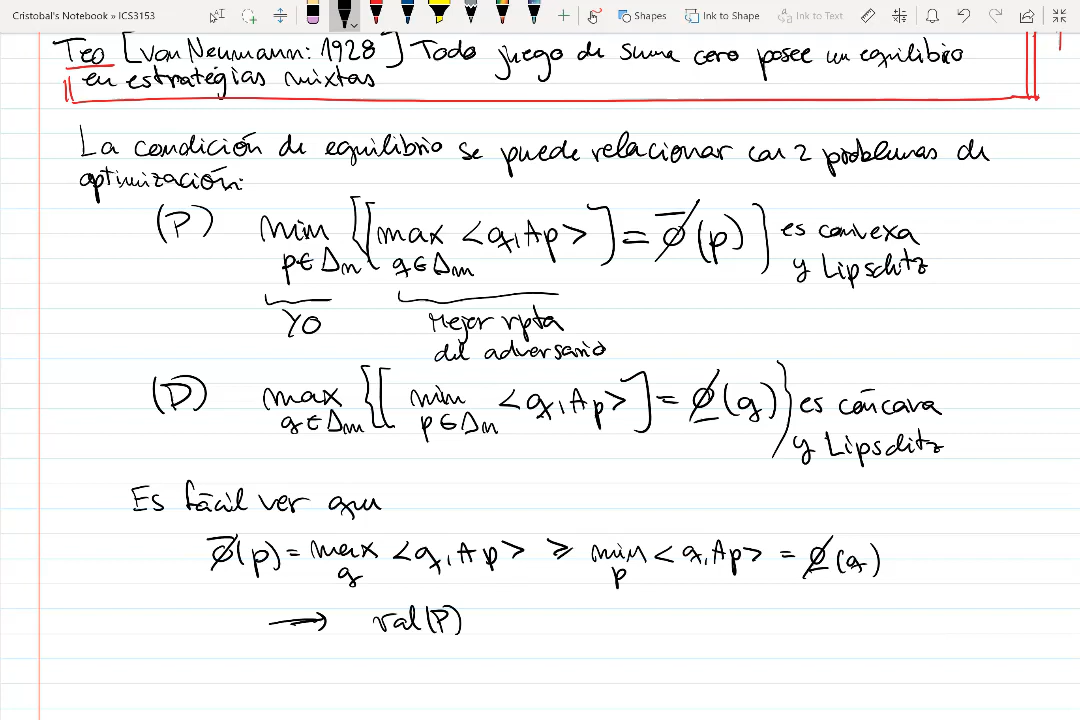 Cristobal's Notebook » ICS3153
Shapes
Ink to Shape
Ink to Text
Teo [von Neumann: 1928] Todo juego de suma cero posee un equilibrio
en estratégias mixtas
La condición de equilibrio se puede relacionar con 2 problemas de
optimización:
(P) min p∈Δn {[max q∈Δm <q,Ap>] = φ̅(p)} es convexa
y Lipschitz
YO
Mejor rpta
del adversario
(D) max q∈Δm {[min p∈Δn <q,Ap>] = φ̲(q)} es cóncava
y Lipschitz
Es fácil ver que
φ̅(p) = max q <q,Ap> ≥ min p <q,Ap> = φ̲(q)
→ val(P)